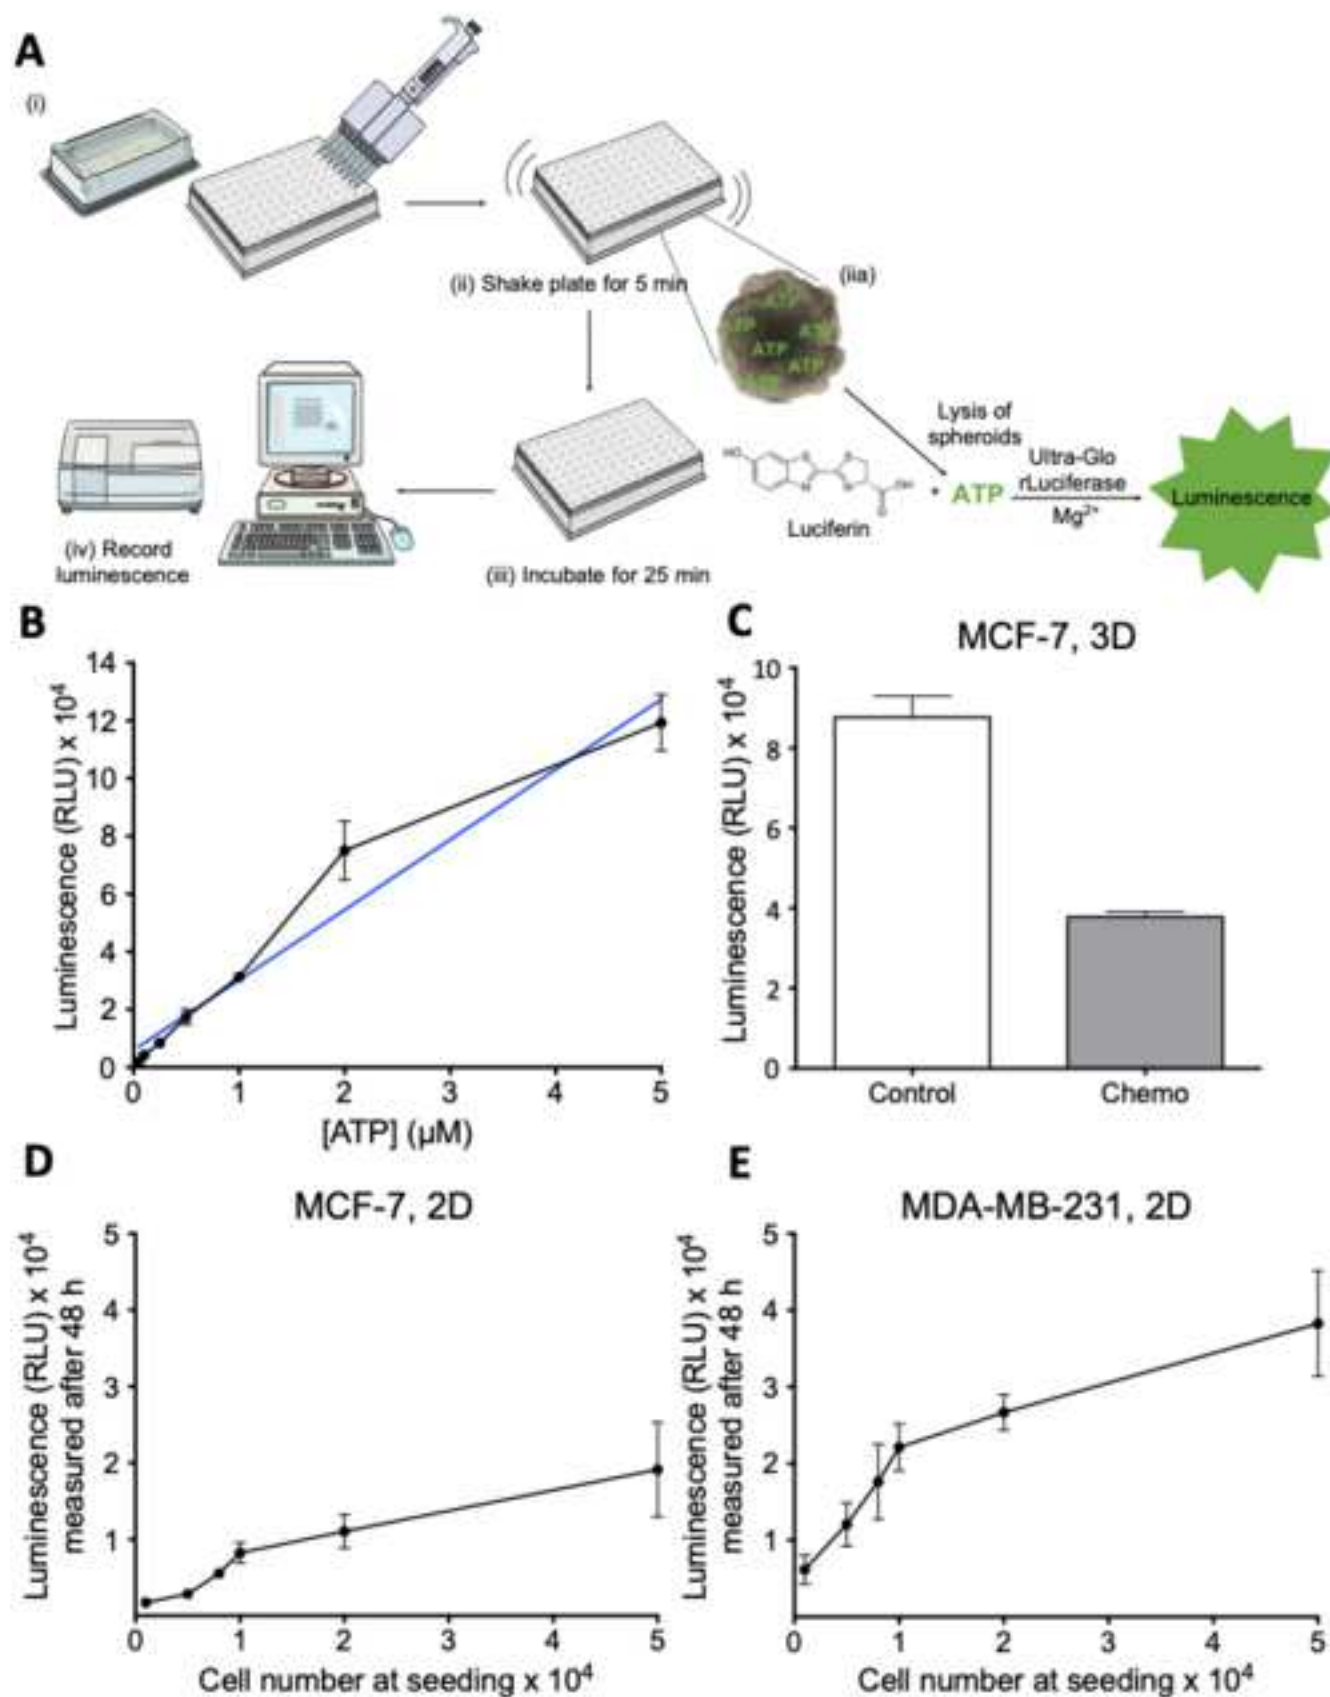 A
(i)
(ii) Shake plate for 5 min
(iia)
ATP
ATP
ATP
ATP
ATP
Lysis of
spheroids
HO
S
S
N
N
OH
O
Luciferin
+
ATP
Ultra-Glo
rLuciferase
Mg2+
Luminescence
(iv) Record
luminescence
(iii) Incubate for 25 min
B
Luminescence (RLU) x 10⁴
14
12
10
8
6
4
2
0
0
1
2
3
4
5
[ATP] (µM)
C
MCF-7, 3D
Luminescence (RLU) x 10⁴
10
8
6
4
2
0
Control
Chemo
D
MCF-7, 2D
Luminescence (RLU) x 10⁴
measured after 48 h
5
4
3
2
1
0
1
2
3
4
5
Cell number at seeding x 10⁴
E
MDA-MB-231, 2D
Luminescence (RLU) x 10⁴
measured after 48 h
5
4
3
2
1
0
1
2
3
4
5
Cell number at seeding x 10⁴